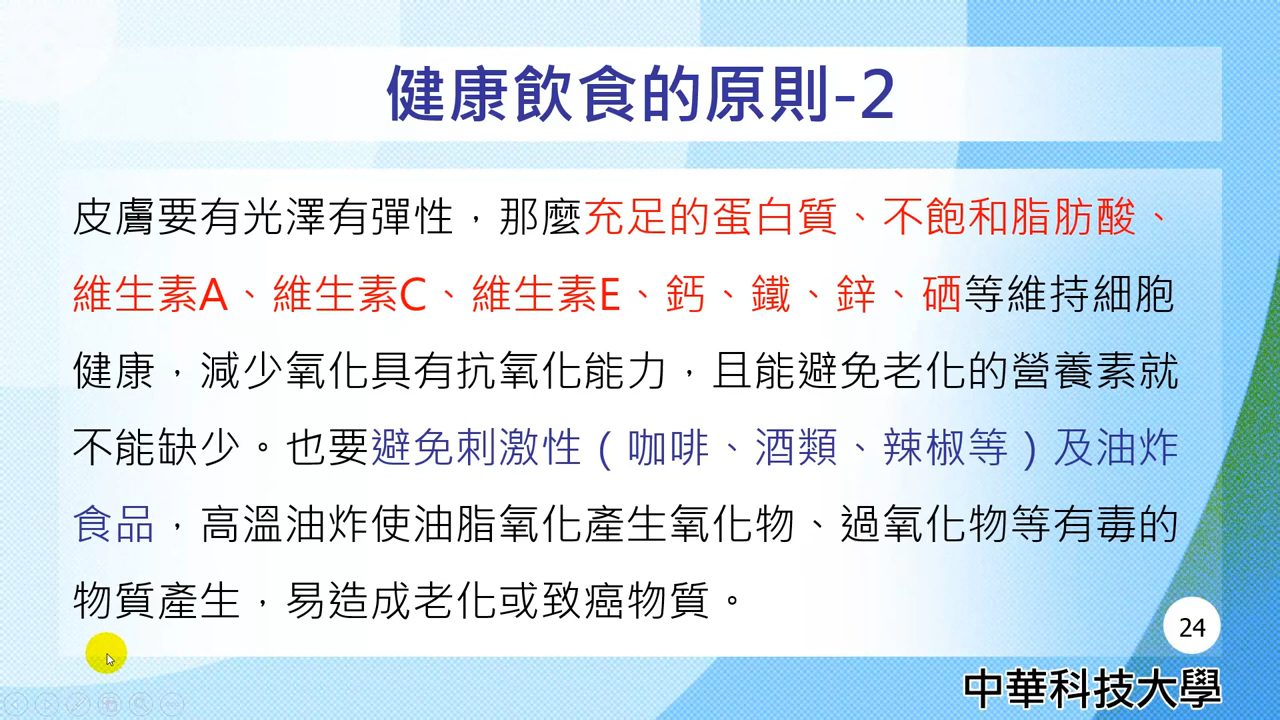 健康飲食的原則-2
皮膚要有光澤有彈性，那麼充足的蛋白質、不飽和脂肪酸、
維生素A、維生素C、維生素E、鈣、鐵、鋅、硒等維持細胞
健康，減少氧化具有抗氧化能力，且能避免老化的營養素就
不能缺少。也要避免刺激性（咖啡、酒類、辣椒等）及油炸
食品，高溫油炸使油脂氧化產生氧化物、過氧化物等有毒的
物質產生，易造成老化或致癌物質。
24
中華科技大學